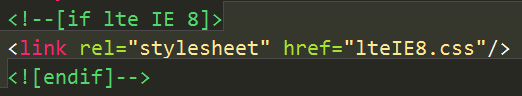 <!--[if lte IE 8]>
<link rel="stylesheet" href="lteIE8.css"/>
<![endif]-->